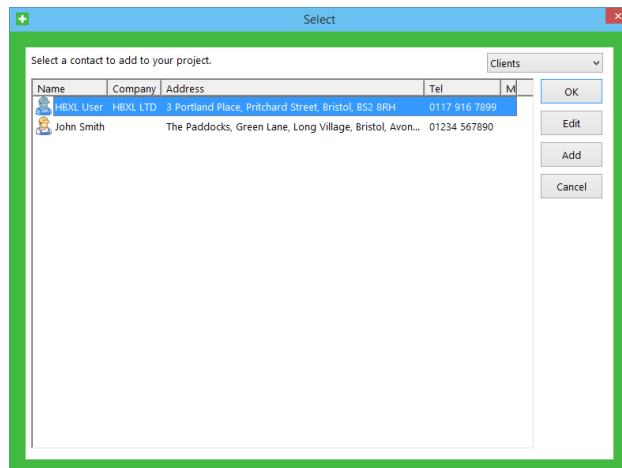 Select
Select a contact to add to your project.
Clients
Name Company Address Tel M
HBXL User HBXL LTD 3 Portland Place, Pritchard Street, Bristol, BS2 8RH 0117 916 7899
John Smith The Paddocks, Green Lane, Long Village, Bristol, Avon... 01234 567890
OK
Edit
Add
Cancel